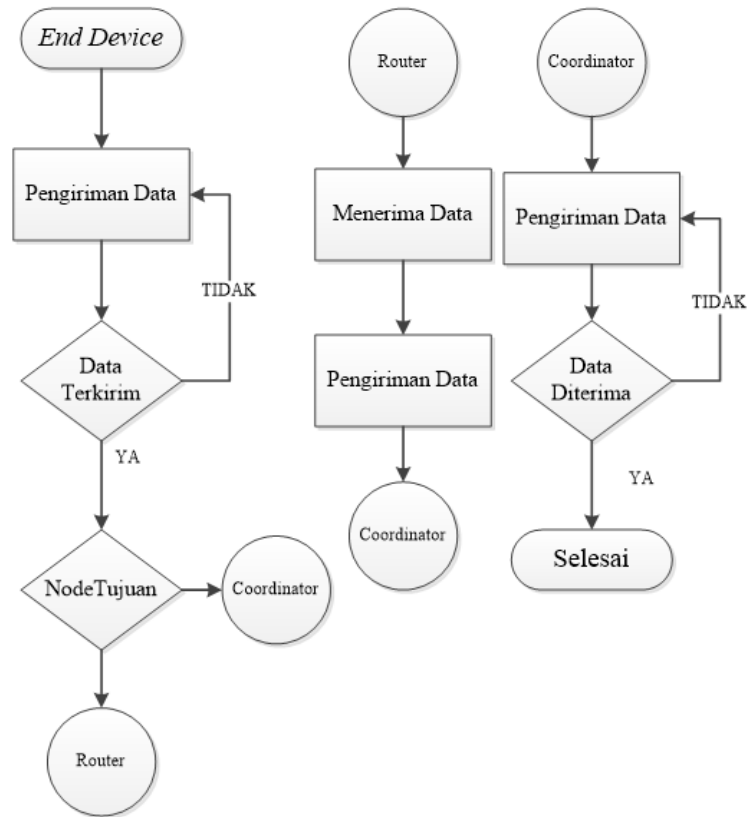 End Device
Pengiriman Data
TIDAK
Data
Terkirim
YA
NodeTujuan
Coordinator
Router
Router
Menerima Data
Pengiriman Data
Coordinator
Coordinator
Pengiriman Data
TIDAK
Data
Diterima
YA
Selesai